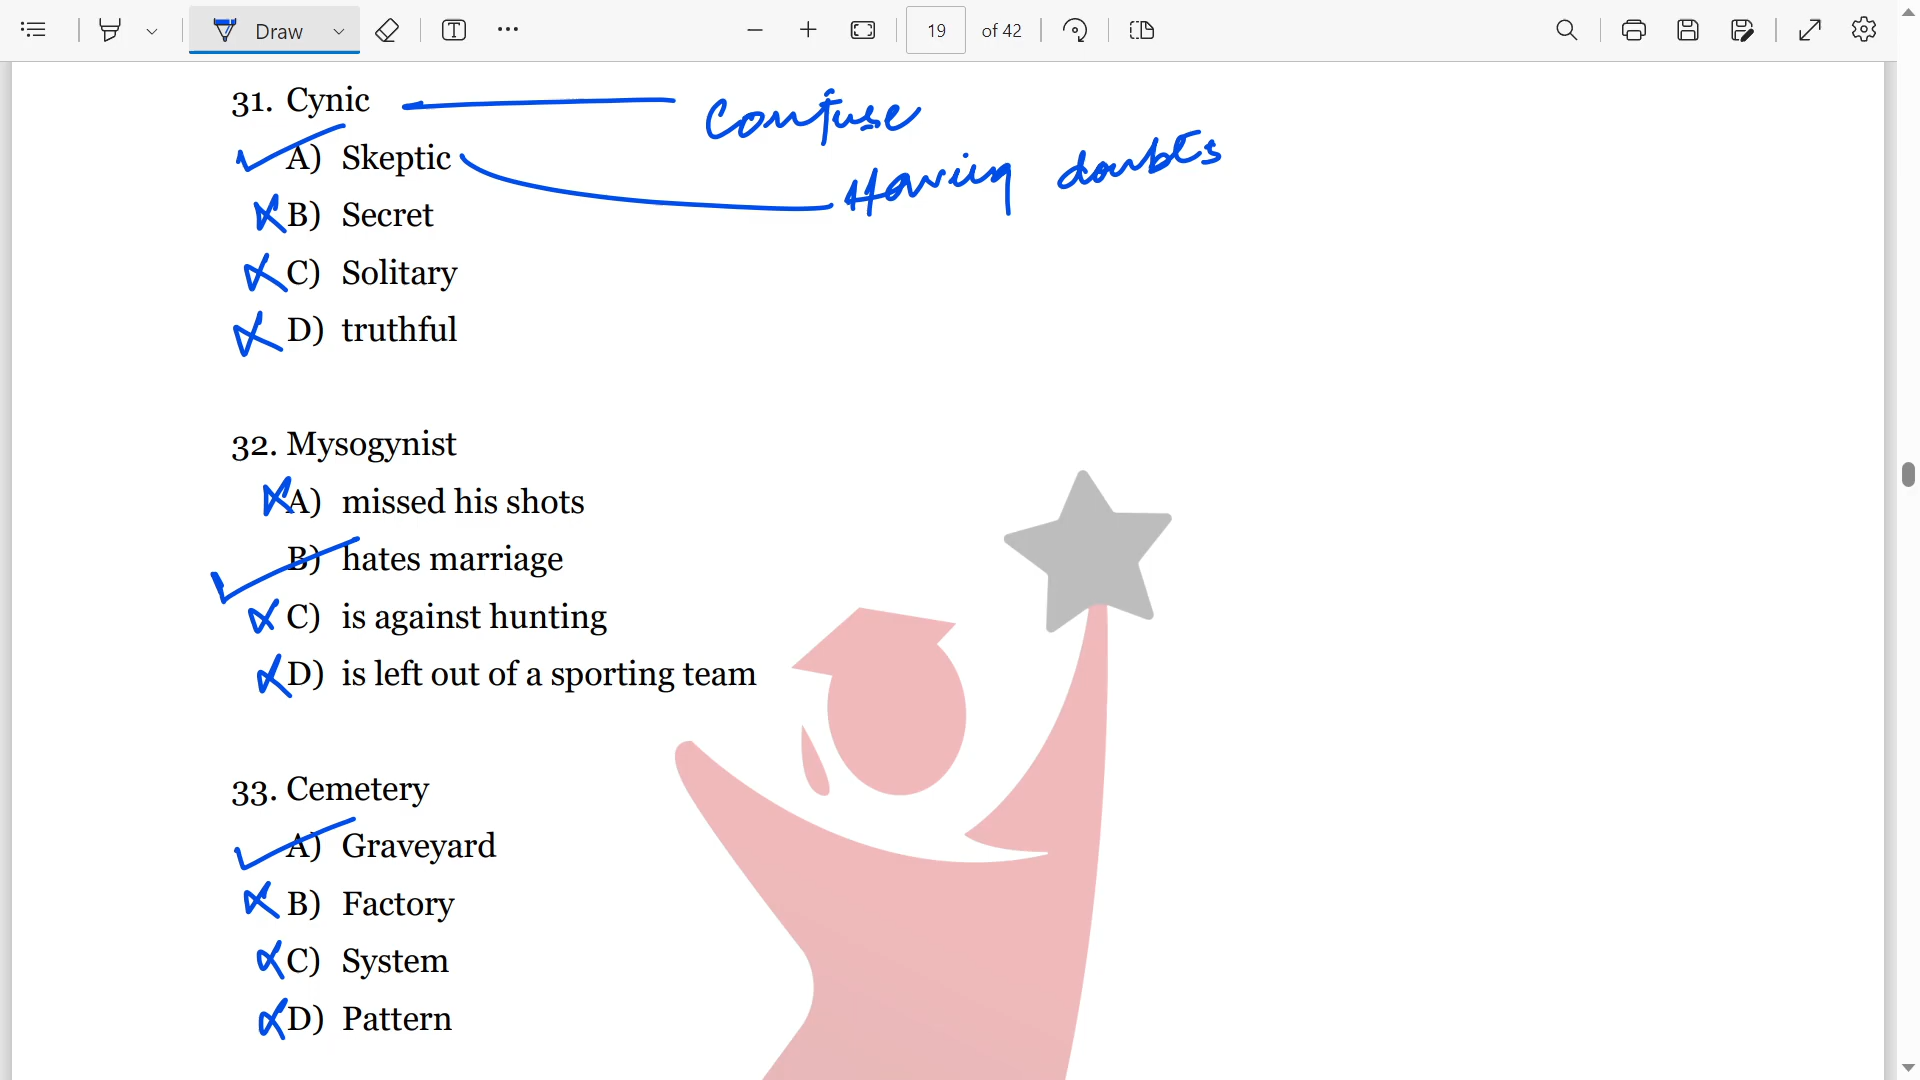 Draw
19 of 42
31. Cynic
Confuse
A) Skeptic
Having doubts
B) Secret
C) Solitary
D) truthful
32. Mysogynist
A) missed his shots
B) hates marriage
C) is against hunting
D) is left out of a sporting team
33. Cemetery
A) Graveyard
B) Factory
C) System
D) Pattern